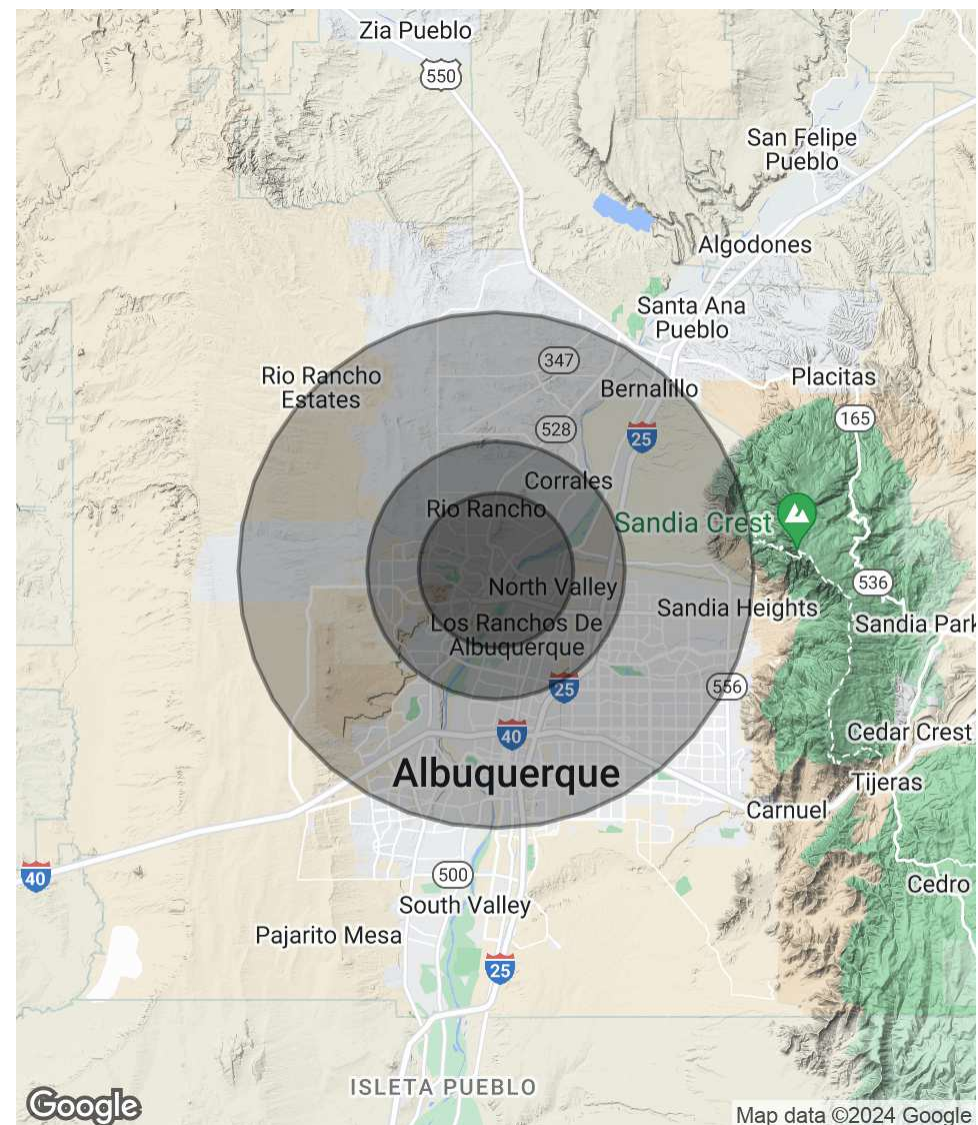 Zia Pueblo
550
San Felipe
Pueblo
Algodones
Santa Ana
Pueblo
347
Rio Rancho
Estates
Bernalillo
Placitas
165
528
25
Corrales
Rio Rancho
Sandia Crest
536
North Valley
Sandia Heights
Los Ranchos De
Albuquerque
Sandia Park
25
556
40
Cedar Crest
Albuquerque
Tijeras
Carnuel
40
500
Cedro
South Valley
Pajarito Mesa
25
ISLETA PUEBLO
Google
Map data ©2024 Google